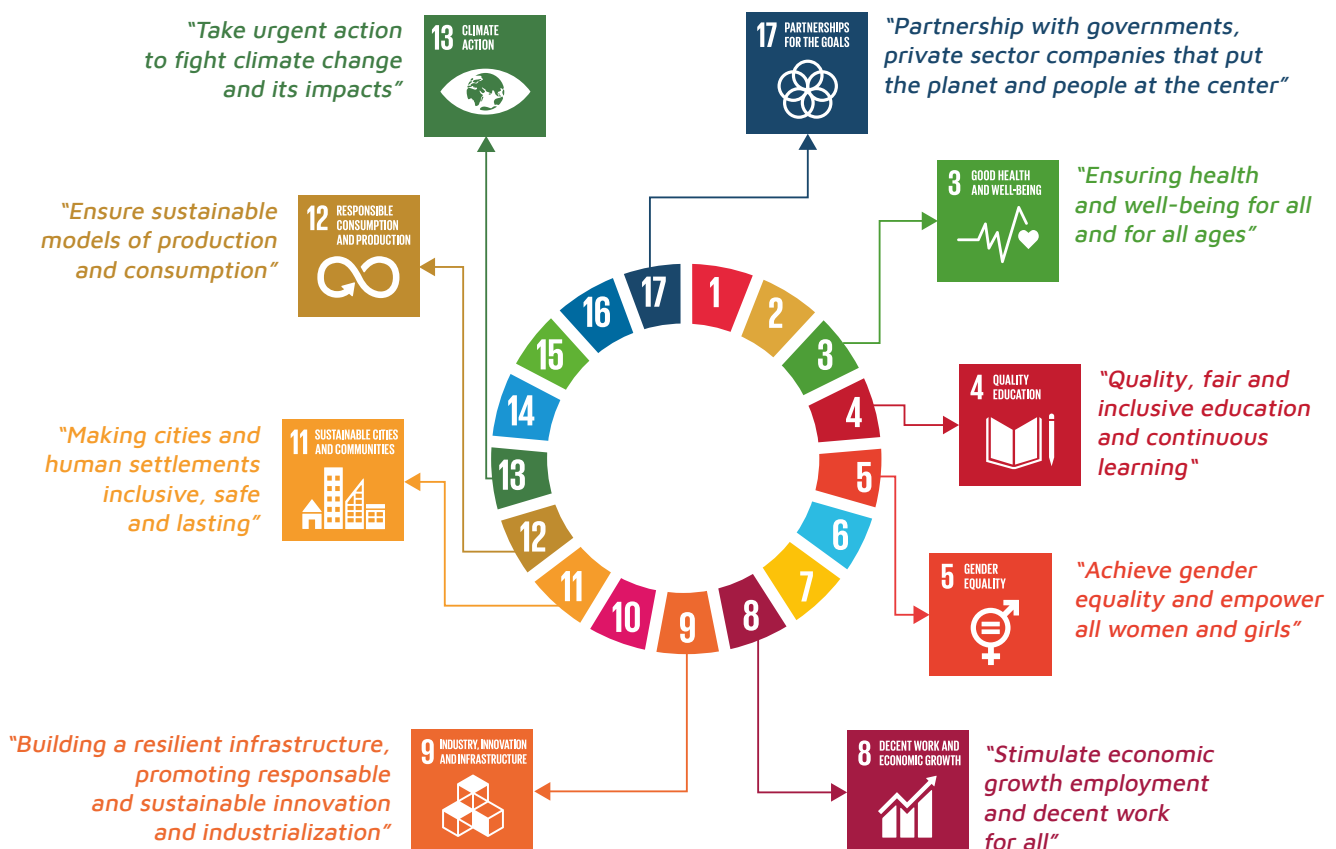 "Take urgent action
to fight climate change
and its impacts"
13 CLIMATE
ACTION
17 PARTNERSHIPS
FOR THE GOALS
"Partnership with governments,
private sector companies that put
the planet and people at the center"
"Ensure sustainable
models of production
and consumption"
12 RESPONSIBLE
CONSUMPTION
AND PRODUCTION
3 GOOD HEALTH
AND WELL-BEING
"Ensuring health
and well-being for all
and for all ages"
"Making cities and
human settlements
inclusive, safe
and lasting"
11 SUSTAINABLE CITIES
AND COMMUNITIES
1
2
3
4
5
6
7
8
9
10
11
12
13
14
15
16
17
4 QUALITY
EDUCATION
"Quality, fair and
inclusive education
and continuous
learning"
5 GENDER
EQUALITY
"Achieve gender
equality and empower
all women and girls"
"Building a resilient infrastructure,
promoting responsable
and sustainable innovation
and industrialization"
9 INDUSTRY, INNOVATION
AND INFRASTRUCTURE
8 DECENT WORK AND
ECONOMIC GROWTH
"Stimulate economic
growth employment
and decent work
for all"